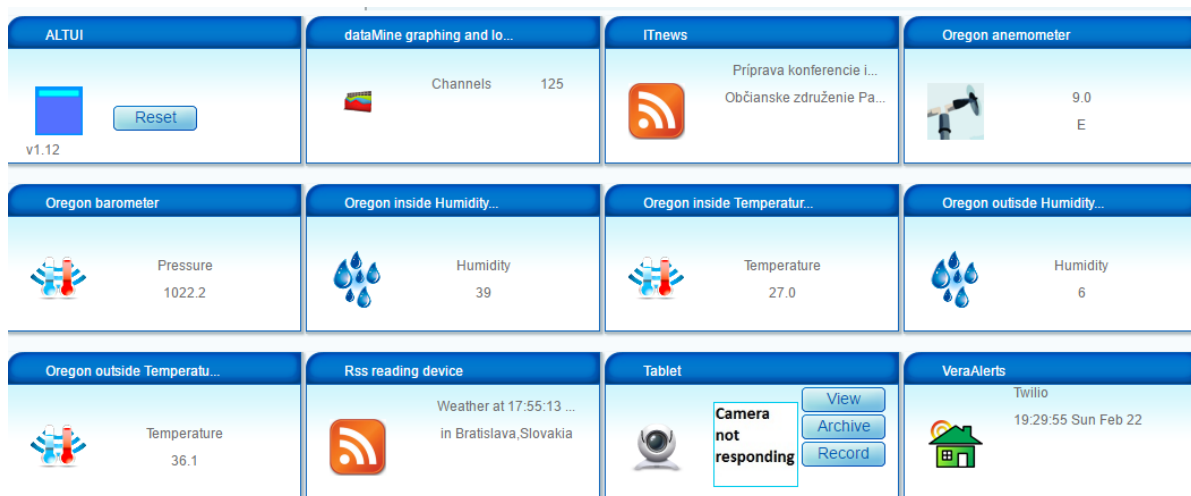 ALTUI
Reset
v1.12
dataMine graphing and lo...
Channels 125
ITnews
Príprava konferencie i...
Občianske združenie Pa...
Oregon anemometer
9.0
E
Oregon barometer
Pressure
1022.2
Oregon inside Humidity...
Humidity
39
Oregon inside Temperatur...
Temperature
27.0
Oregon outisde Humidity...
Humidity
6
Oregon outside Temperatu...
Temperature
36.1
Rss reading device
Weather at 17:55:13 ...
in Bratislava,Slovakia
Tablet
Camera
not
responding
View
Archive
Record
VeraAlerts
Twilio
19:29:55 Sun Feb 22